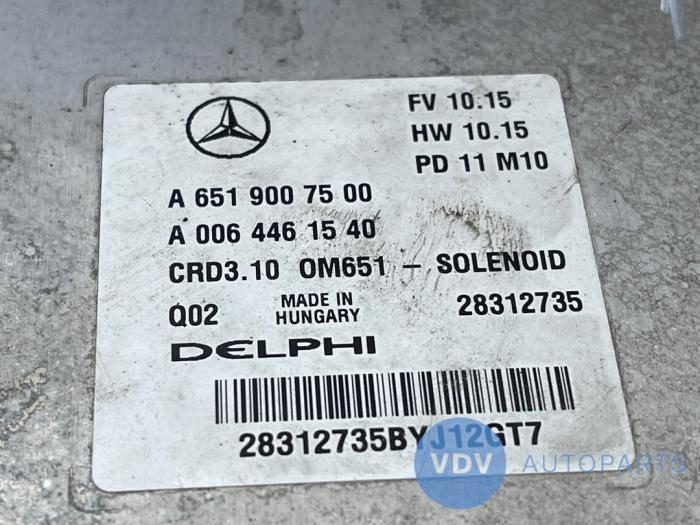 FV 10.15
HW 10.15
PD 11 M10
A 651 900 75 00
A 006 446 15 40
CRD3.10 OM651 – SOLENOID
Q02 MADE IN HUNGARY 28312735
DELPHI
28312735BYJ12GT7
VDV AUTOPARTS